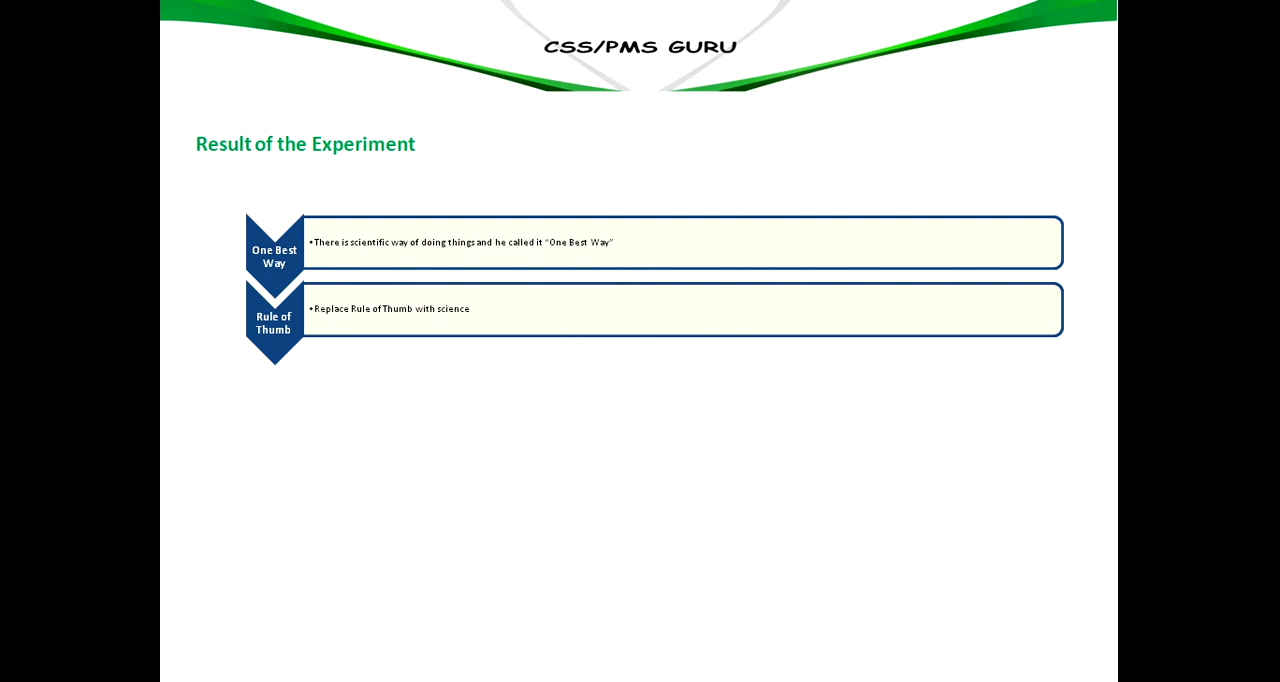 CSS/PMS GURU
Result of the Experiment
One Best
Way
•There is scientific way of doing things and he called it "One Best Way"
Rule of
Thumb
•Replace Rule of Thumb with science